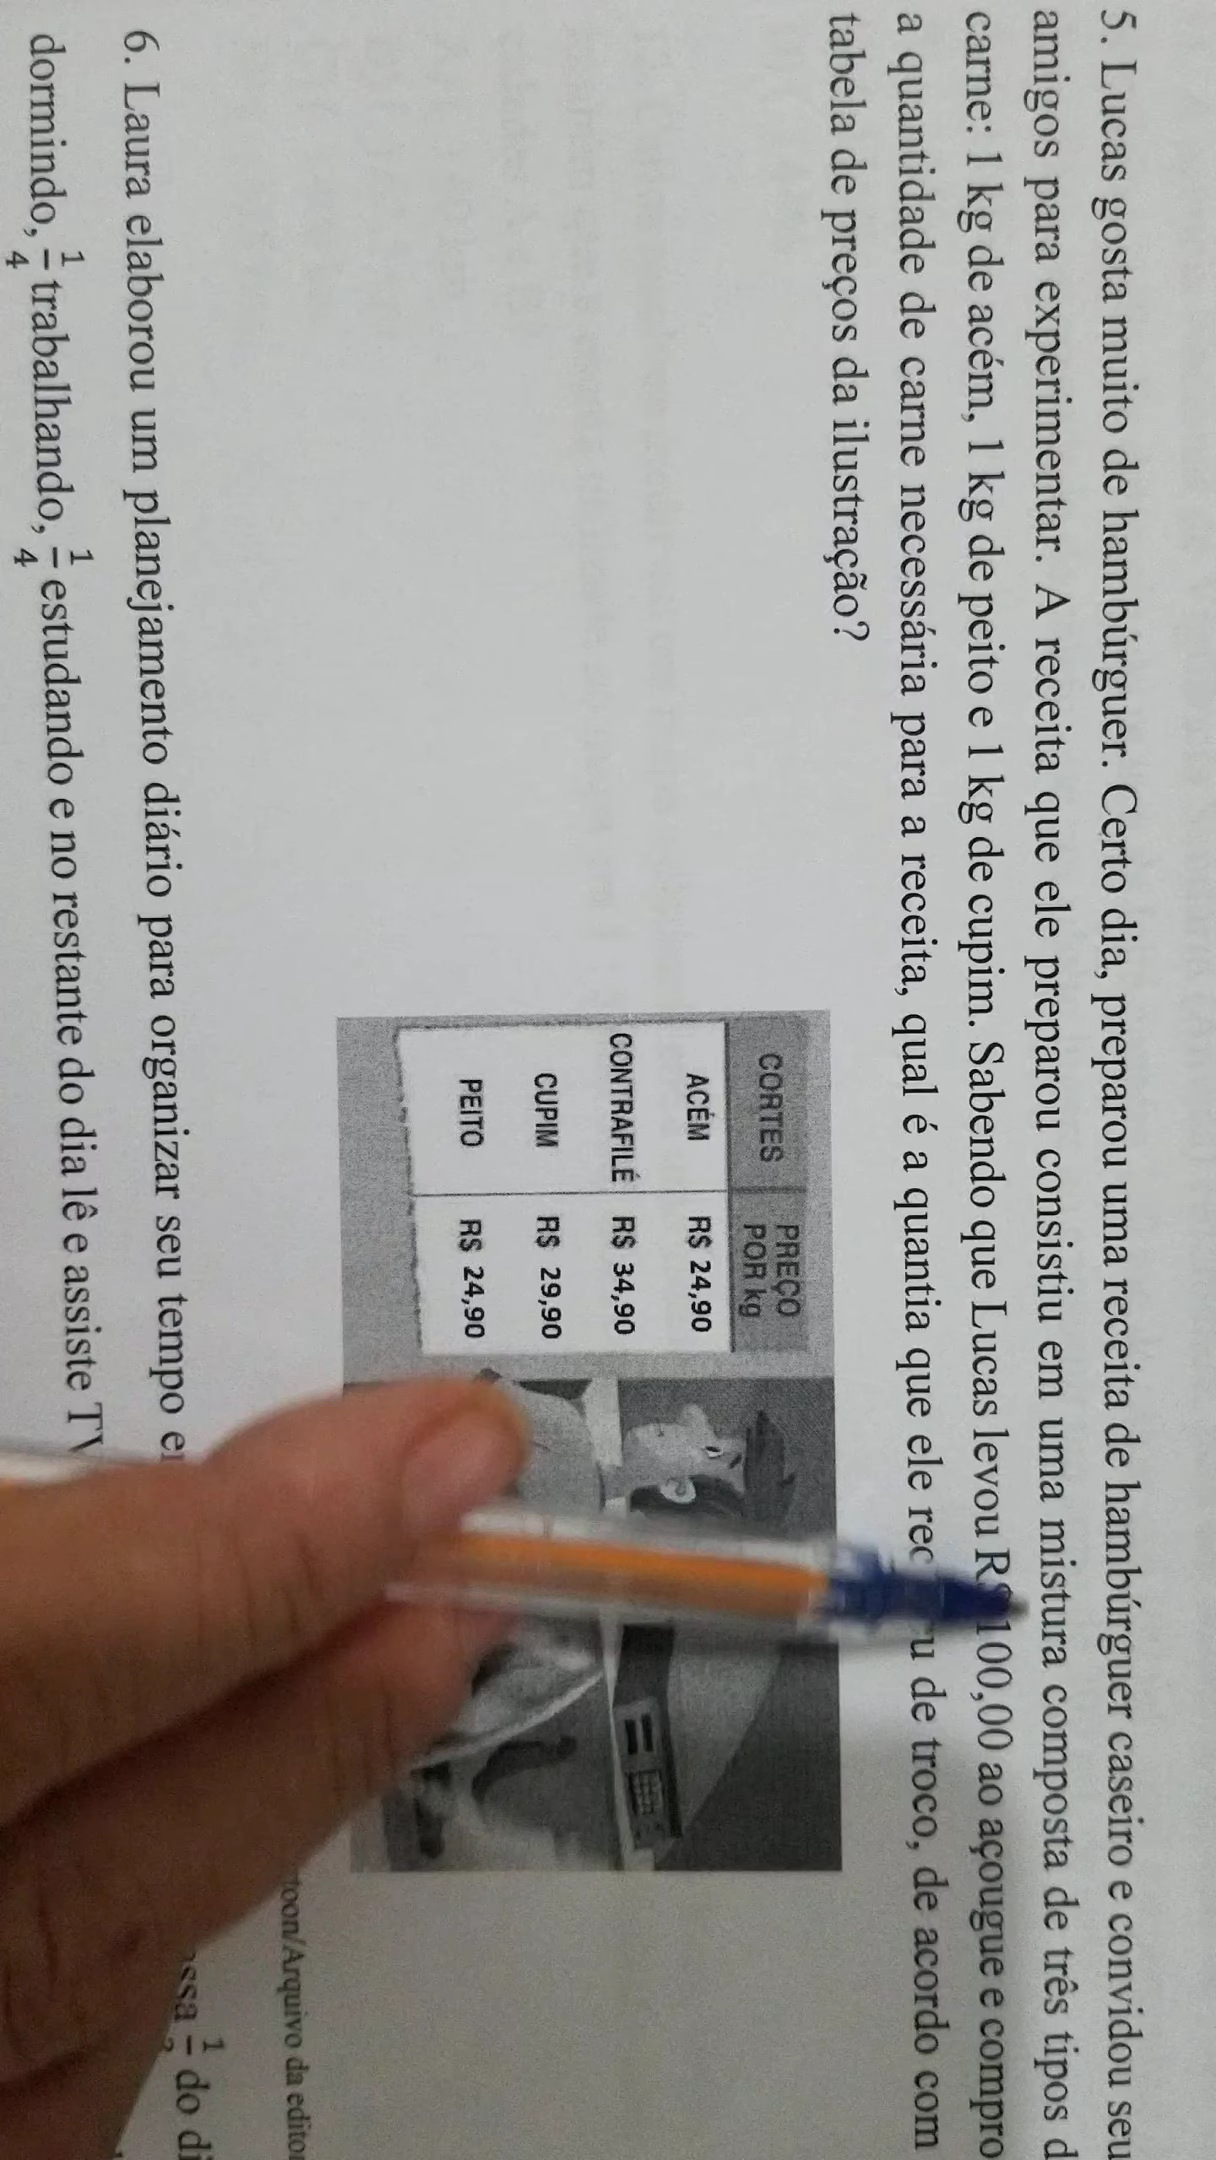 5. Lucas gosta muito de hambúrguer. Certo dia, preparou uma receita de hambúrguer caseiro e convidou seu
amigos para experimentar. A receita que ele preparou consistiu em uma mistura composta de três tipos d
carne: 1 kg de acém, 1 kg de peito e 1 kg de cupim. Sabendo que Lucas levou R$ 100,00 ao açougue e compro
a quantidade de carne necessária para a receita, qual é a quantia que ele de troco, de acordo com
tabela de preços da ilustração?
CORTES PREÇO POR kg
ACÉM R$ 24,90
CONTRAFILÉ R$ 34,90
CUPIM R$ 29,90
PEITO R$ 24,90
toon/Arquivo da editor
6. Laura elaborou um planejamento diário para organizar seu tempo 1/ do di
dormindo, 1/4 trabalhando, 1/4 estudando e no restante do dia lê e assiste TV